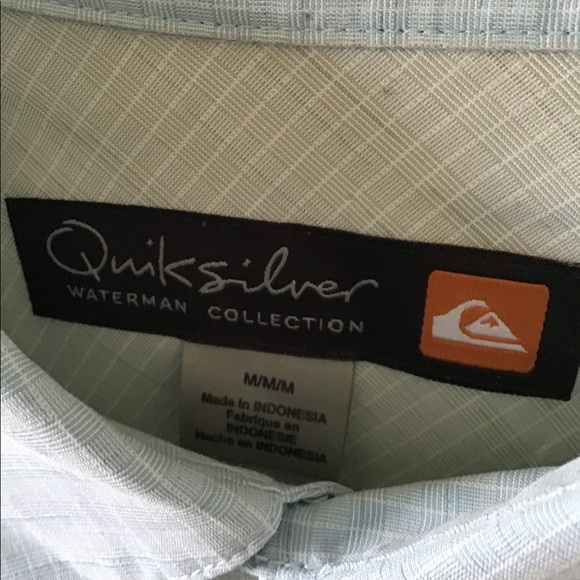 Quiksilver
WATERMAN COLLECTION
M/M/M
Made in INDONESIA
Fabrique en
INDONESIE
Hecho en INDONESIA